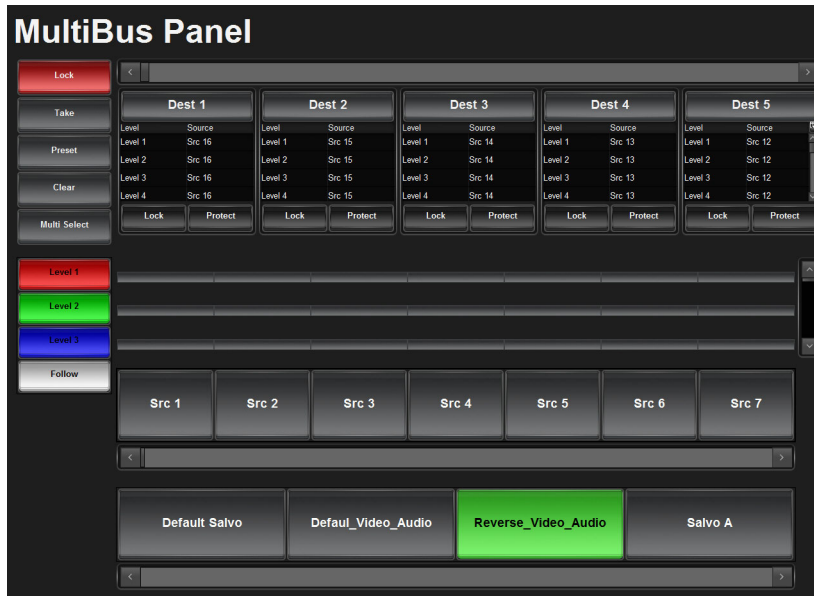 MultiBus Panel
Lock
Take
Preset
Clear
Multi Select
Dest 1 Dest 2 Dest 3 Dest 4 Dest 5
Level Source Level Source Level Source Level Source Level Source
Level 1 Src 16 Level 1 Src 15 Level 1 Src 14 Level 1 Src 13 Level 1 Src 12
Level 2 Src 16 Level 2 Src 15 Level 2 Src 14 Level 2 Src 13 Level 2 Src 12
Level 3 Src 16 Level 3 Src 15 Level 3 Src 14 Level 3 Src 13 Level 3 Src 12
Level 4 Src 16 Level 4 Src 15 Level 4 Src 14 Level 4 Src 13 Level 4 Src 12
Lock Protect Lock Protect Lock Protect Lock Protect Lock Protect
Level 1
Level 2
Level 3
Follow
Src 1 Src 2 Src 3 Src 4 Src 5 Src 6 Src 7
Default Salvo Defaul_Video_Audio Reverse_Video_Audio Salvo A